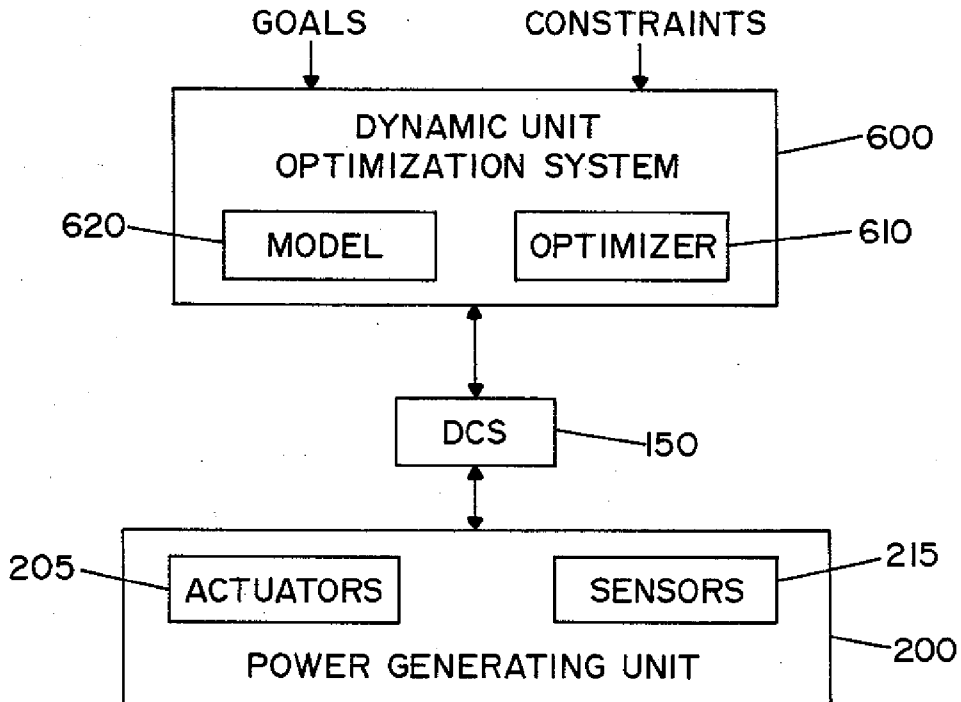 GOALS CONSTRAINTS
DYNAMIC UNIT
OPTIMIZATION SYSTEM
600
620 MODEL OPTIMIZER 610
DCS
150
205 ACTUATORS SENSORS 215
POWER GENERATING UNIT 200